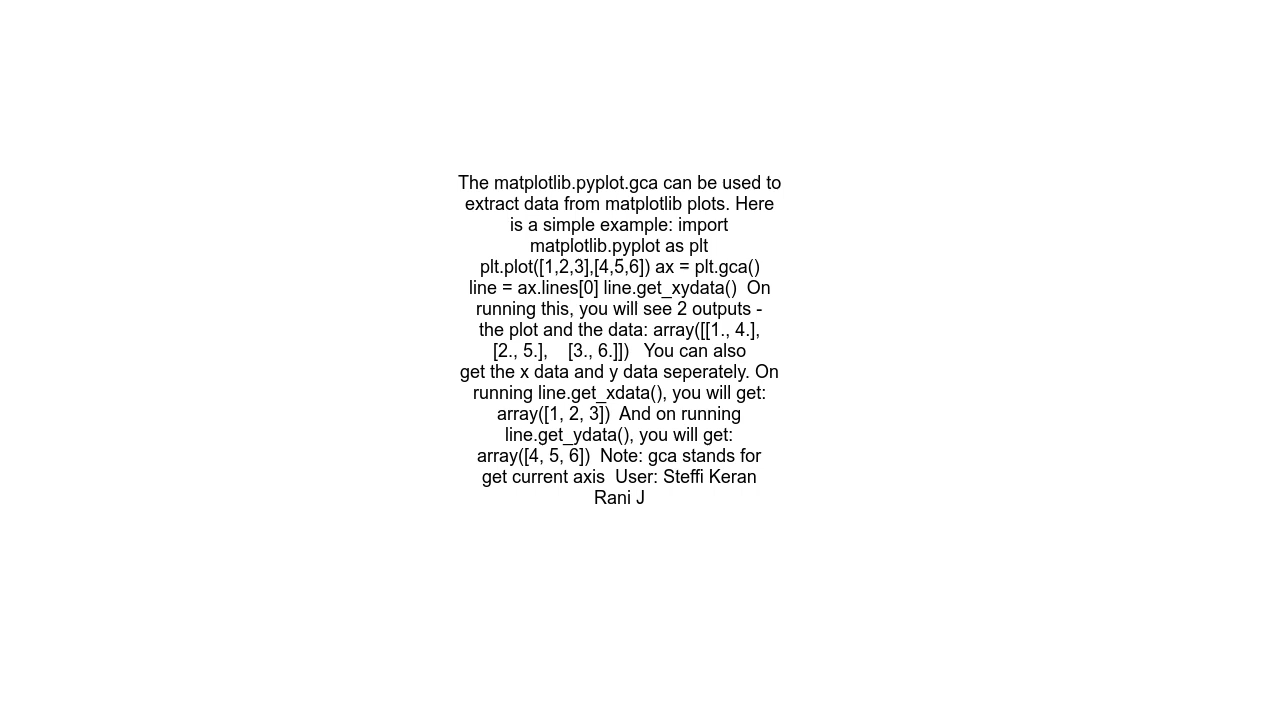 The matplotlib.pyplot.gca can be used to
extract data from matplotlib plots. Here
is a simple example: import
matplotlib.pyplot as plt
plt.plot([1,2,3],[4,5,6]) ax = plt.gca()
line = ax.lines[0] line.get_xydata()  On
running this, you will see 2 outputs -
the plot and the data: array([[1., 4.],
[2., 5.],    [3., 6.]])   You can also
get the x data and y data seperately. On
running line.get_xdata(), you will get:
array([1, 2, 3])  And on running
line.get_ydata(), you will get:
array([4, 5, 6])  Note: gca stands for
get current axis  User: Steffi Keran
Rani J